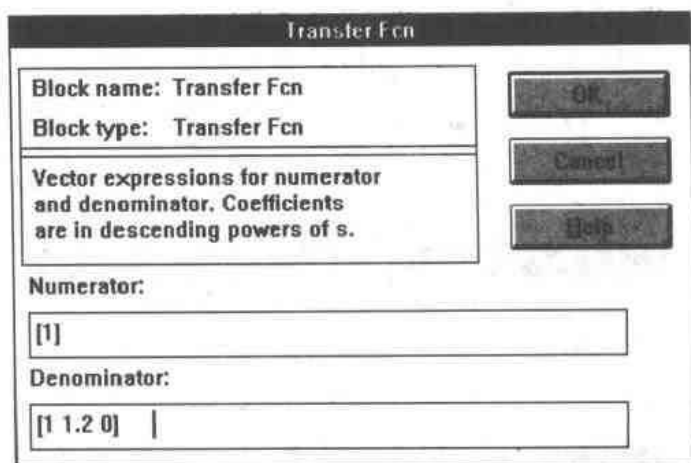 Transfer Fcn
Block name: Transfer Fcn
Block type: Transfer Fcn
OK
Cancel
Help
Vector expressions for numerator
and denominator. Coefficients
are in descending powers of s.
Numerator:
[1]
Denominator:
[1 1.2 0]